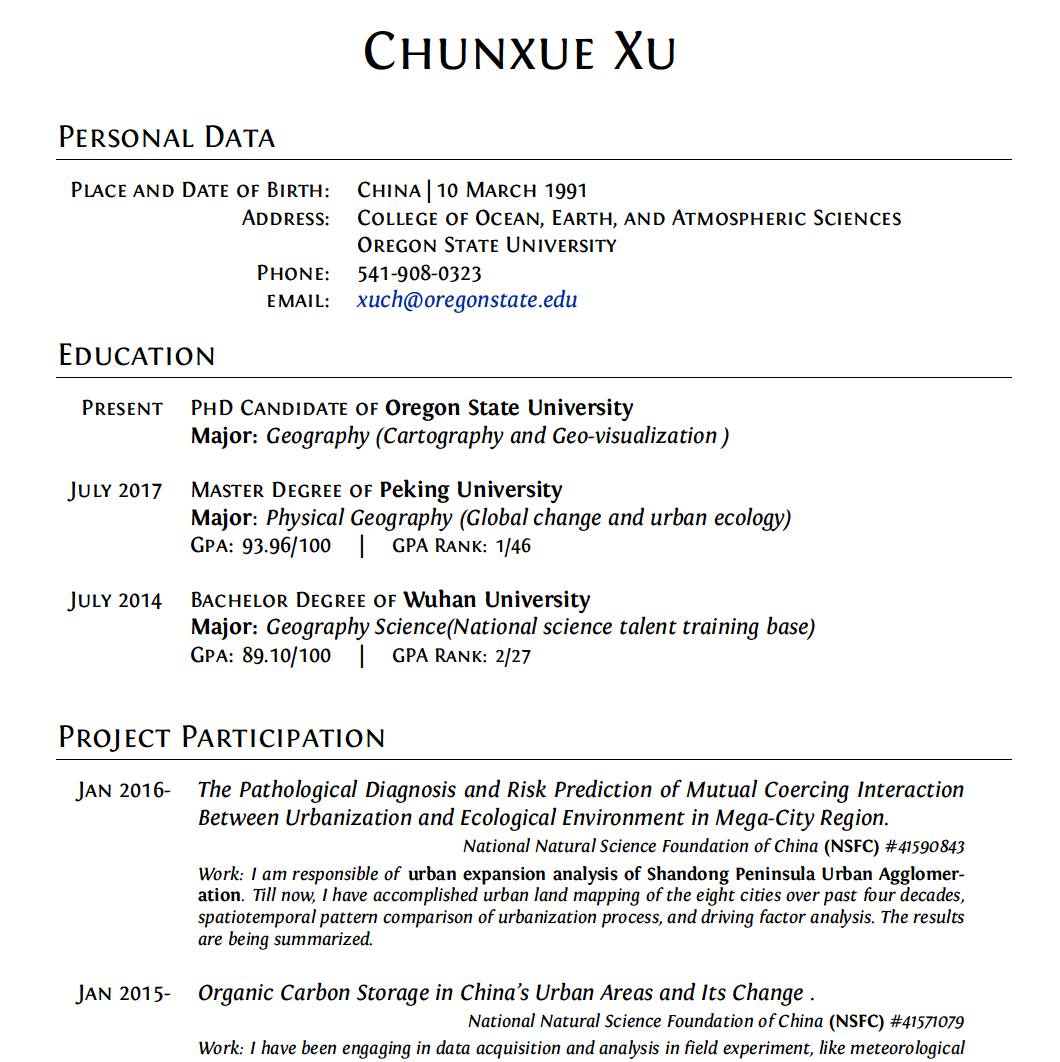 Chunxue Xu
Personal Data
Place and Date of Birth: China | 10 March 1991
Address: College of Ocean, Earth, and Atmospheric Sciences
Oregon State University
Phone: 541-908-0323
email: xuch@oregonstate.edu
Education
Present PhD Candidate of Oregon State University
Major: Geography (Cartography and Geo-visualization )
July 2017 Master Degree of Peking University
Major: Physical Geography (Global change and urban ecology)
Gpa: 93.96/100 | GPA Rank: 1/46
July 2014 Bachelor Degree of Wuhan University
Major: Geography Science(National science talent training base)
Gpa: 89.10/100 | GPA Rank: 2/27
Project Participation
Jan 2016- The Pathological Diagnosis and Risk Prediction of Mutual Coercing Interaction
Between Urbanization and Ecological Environment in Mega-City Region.
National Natural Science Foundation of China (NSFC) #41590843
Work: I am responsible of urban expansion analysis of Shandong Peninsula Urban Agglomer-
ation. Till now, I have accomplished urban land mapping of the eight cities over past four decades,
spatiotemporal pattern comparison of urbanization process, and driving factor analysis. The results
are being summarized.
Jan 2015- Organic Carbon Storage in China's Urban Areas and Its Change .
National Natural Science Foundation of China (NSFC) #41571079
Work: I have been engaging in data acquisition and analysis in field experiment, like meteorological